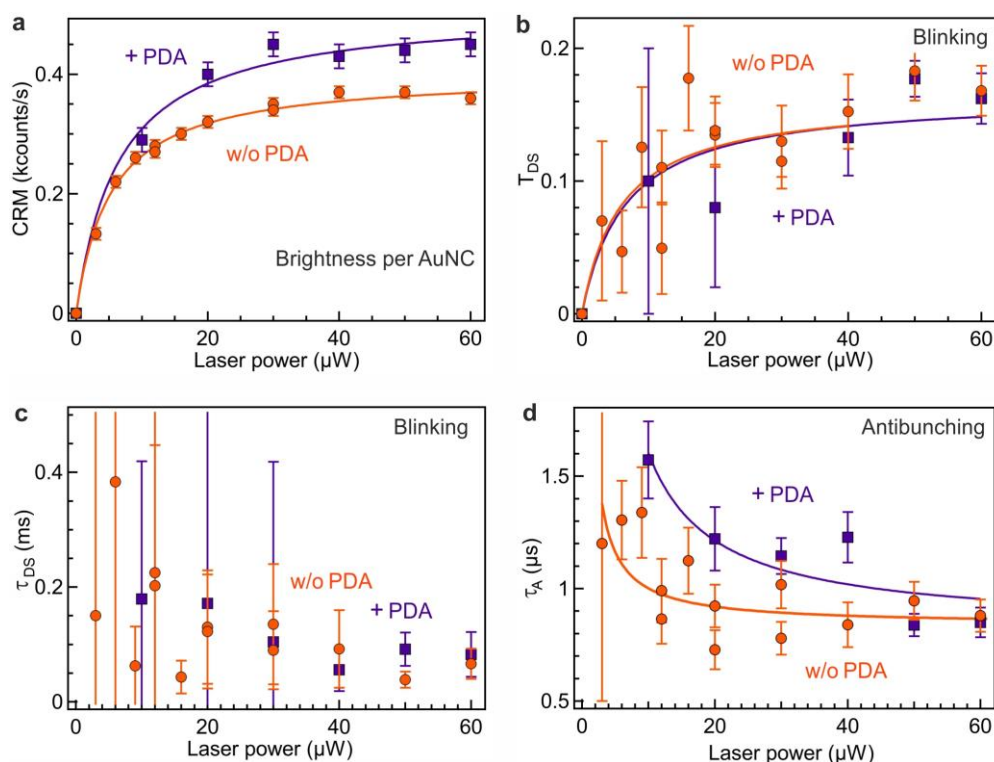 a
CRM (kcounts/s)
0.4
0.2
0
+ PDA
w/o PDA
Brightness per AuNC
0
20
40
60
Laser power (µW)
b
T_DS
0.2
0.1
0
Blinking
w/o PDA
+ PDA
0
20
40
60
Laser power (µW)
c
τ_DS (ms)
0.4
0.2
0
Blinking
w/o PDA
+ PDA
0
20
40
60
Laser power (µW)
d
τ_A (µs)
1.5
1
0.5
Antibunching
+ PDA
w/o PDA
0
20
40
60
Laser power (µW)